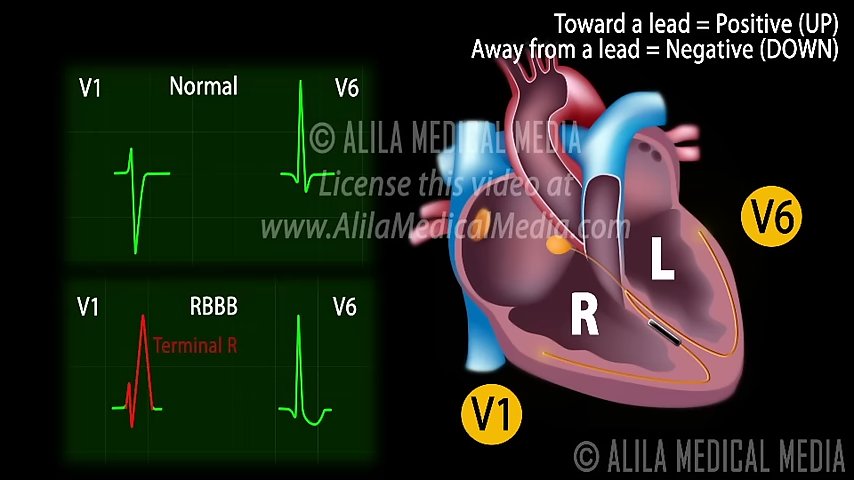 Toward a lead = Positive (UP)
Away from a lead = Negative (DOWN)
V1 Normal V6
© ALILA MEDICAL MEDIA
License this video at
www.AlilaMedicalMedia.com
V6
L
R
V1 RBBB V6
Terminal R
V1
© ALILA MEDICAL MEDIA